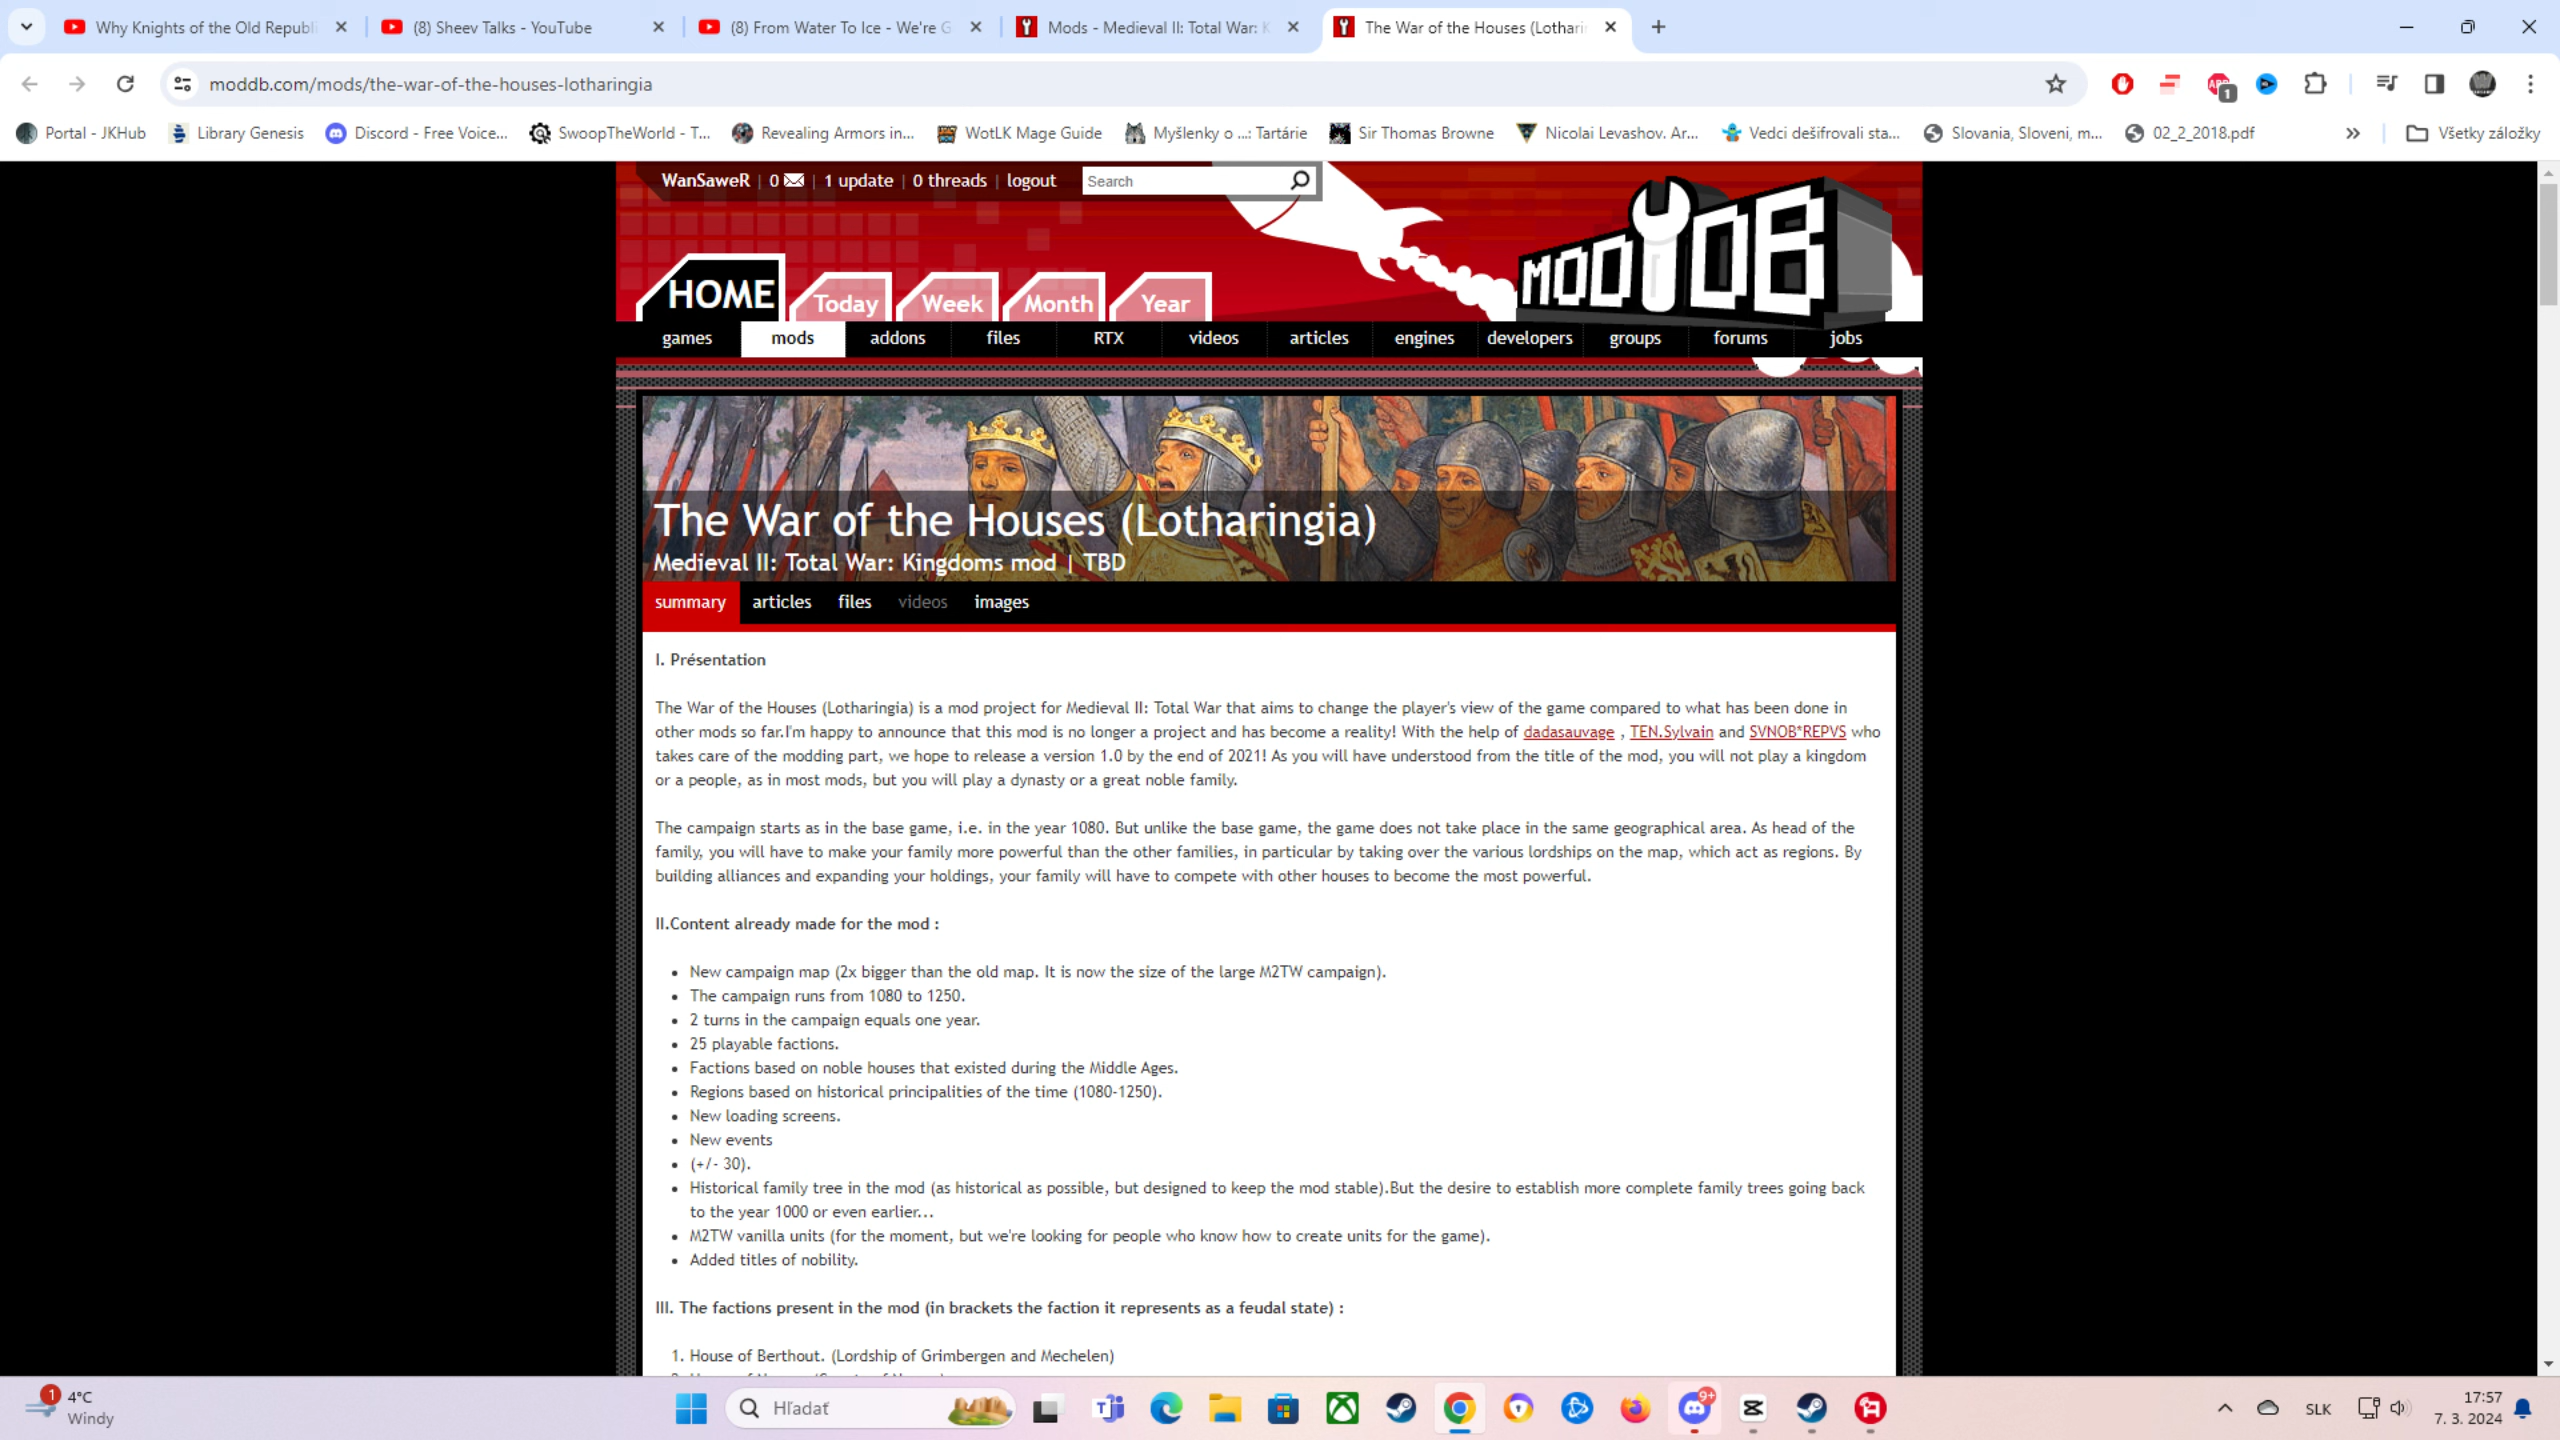 Why Knights of the Old Republi
(8) Sheev Talks - YouTube
(8) From Water To Ice - We're G
Mods - Medieval II: Total War: K
The War of the Houses (Lothari
moddb.com/mods/the-war-of-the-houses-lotharingia
1
Portal - JKHub
Library Genesis
Discord - Free Voice...
SwoopTheWorld - T...
Revealing Armors in...
WotLK Mage Guide
Myšlenky o ...: Tartárie
Sir Thomas Browne
Nicolai Levashov. Ar...
Vedci dešifrovali sta...
Slovania, Sloveni, m...
02_2_2018.pdf
»
Všetky záložky
WanSaweR | 0 | 1 update | 0 threads | logout
Search
MODDB
HOME
Today
Week
Month
Year
games
mods
addons
files
RTX
videos
articles
engines
developers
groups
forums
jobs
The War of the Houses (Lotharingia)
Medieval II: Total War: Kingdoms mod | TBD
summary
articles
files
videos
images
I. Présentation
The War of the Houses (Lotharingia) is a mod project for Medieval II: Total War that aims to change the player's view of the game compared to what has been done in
other mods so far.I'm happy to announce that this mod is no longer a project and has become a reality! With the help of dadasauvage , TEN.Sylvain and SVNOB*REPVS who
takes care of the modding part, we hope to release a version 1.0 by the end of 2021! As you will have understood from the title of the mod, you will not play a kingdom
or a people, as in most mods, but you will play a dynasty or a great noble family.
The campaign starts as in the base game, i.e. in the year 1080. But unlike the base game, the game does not take place in the same geographical area. As head of the
family, you will have to make your family more powerful than the other families, in particular by taking over the various lordships on the map, which act as regions. By
building alliances and expanding your holdings, your family will have to compete with other houses to become the most powerful.
II.Content already made for the mod :
• New campaign map (2x bigger than the old map. It is now the size of the large M2TW campaign).
• The campaign runs from 1080 to 1250.
• 2 turns in the campaign equals one year.
• 25 playable factions.
• Factions based on noble houses that existed during the Middle Ages.
• Regions based on historical principalities of the time (1080-1250).
• New loading screens.
• New events
• (+/- 30).
• Historical family tree in the mod (as historical as possible, but designed to keep the mod stable).But the desire to establish more complete family trees going back
to the year 1000 or even earlier...
• M2TW vanilla units (for the moment, but we're looking for people who know how to create units for the game).
• Added titles of nobility.
III. The factions present in the mod (in brackets the faction it represents as a feudal state) :
1. House of Berthout. (Lordship of Grimbergen and Mechelen)
1
4°C
Windy
Hľadať
9+
SLK
17:57
7. 3. 2024